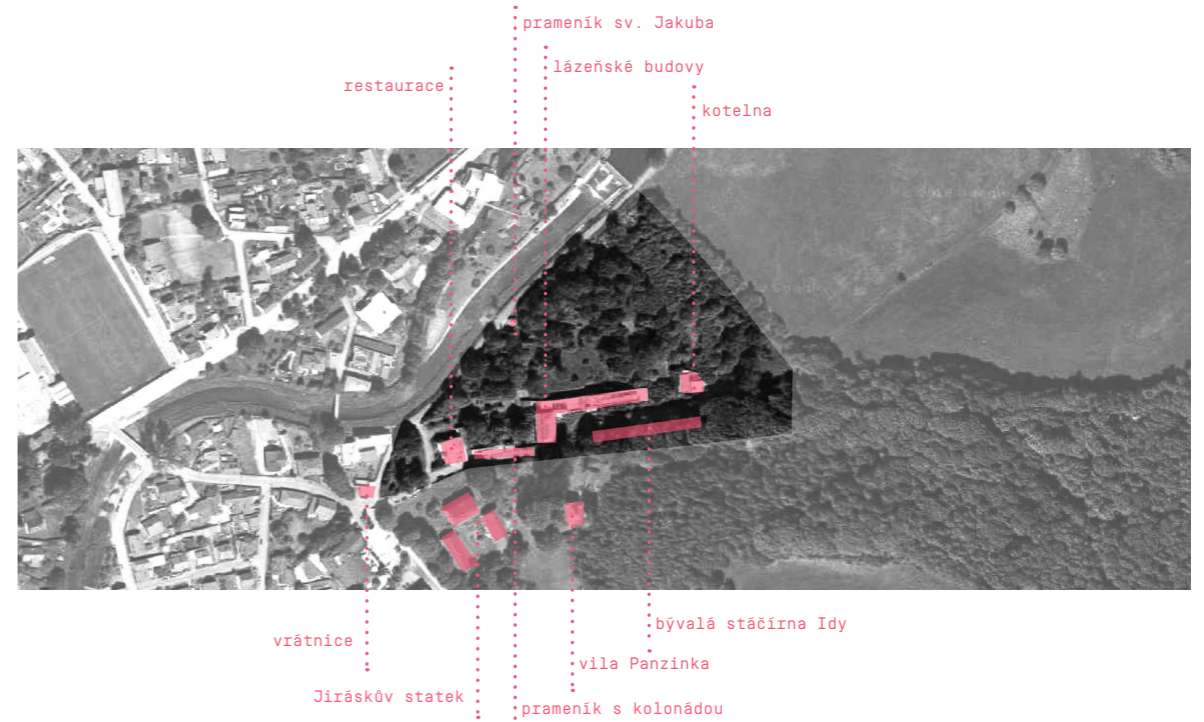 prameník sv. Jakuba
lázeňské budovy
restaurace
kotelna
bývalá stáčírna Idy
vrátnice
vila Panzinka
Jiráskův statek
prameník s kolonádou